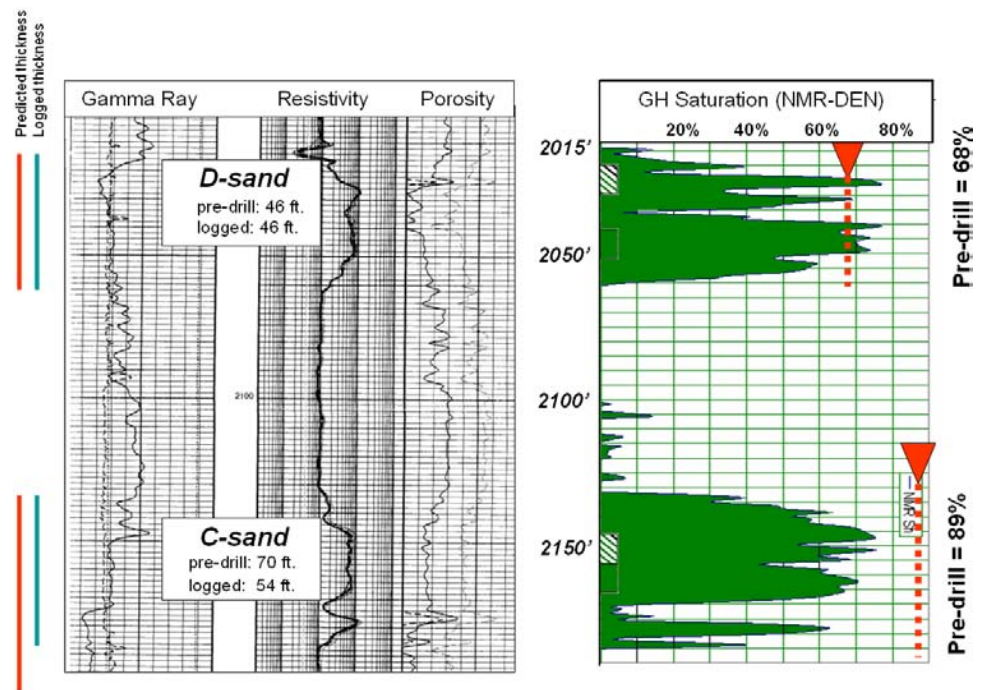 Predicted thickness
Logged thickness
Gamma Ray
Resistivity
Porosity
D-sand
pre-drill: 46 ft.
logged: 46 ft.
2100
C-sand
pre-drill: 70 ft.
logged: 54 ft.
GH Saturation (NMR-DEN)
20% 40% 60% 80%
2015’
2050’
2100’
2150’
Pre-drill = 68%
NMR Sh
Pre-drill = 89%